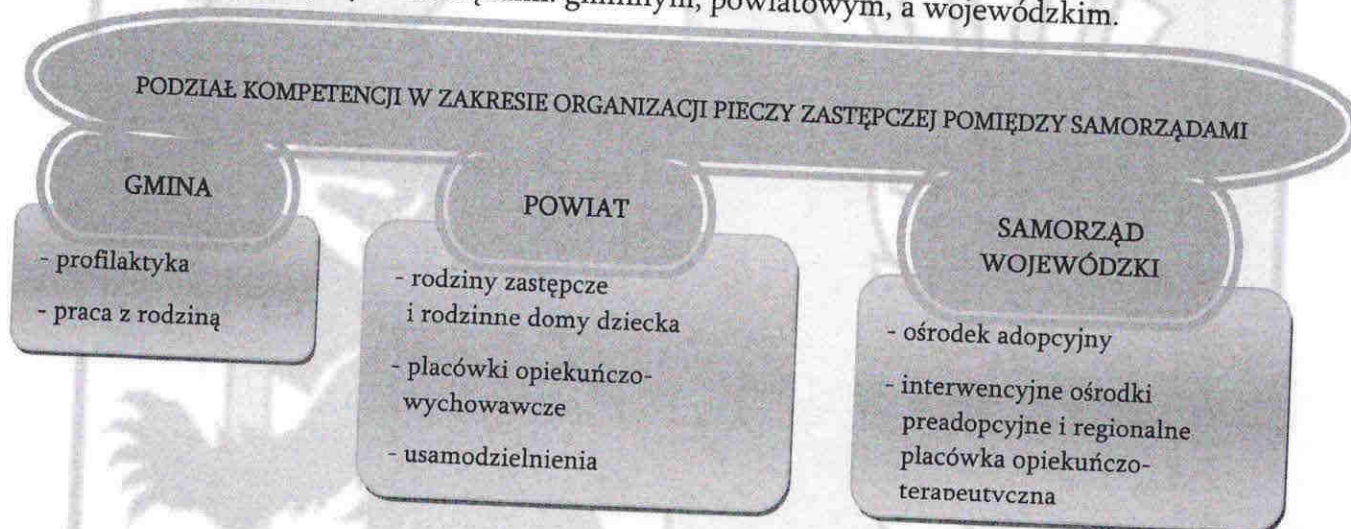 gminnym, powiatowym, a wojewódzkim.
PODZIAŁ KOMPETENCJI W ZAKRESIE ORGANIZACJI PIECZY ZASTĘPCZEJ POMIĘDZY SAMORZĄDAMI
GMINA
- profilaktyka
- praca z rodziną
POWIAT
- rodziny zastępcze
i rodzinne domy dziecka
- placówki opiekuńczo-
wychowawcze
- usamodzielnienia
SAMORZĄD
WOJEWÓDZKI
- ośrodek adopcyjny
- interwencyjne ośrodki
preadopcyjne i regionalne
placówka opiekuńczo-
terapeutyczna